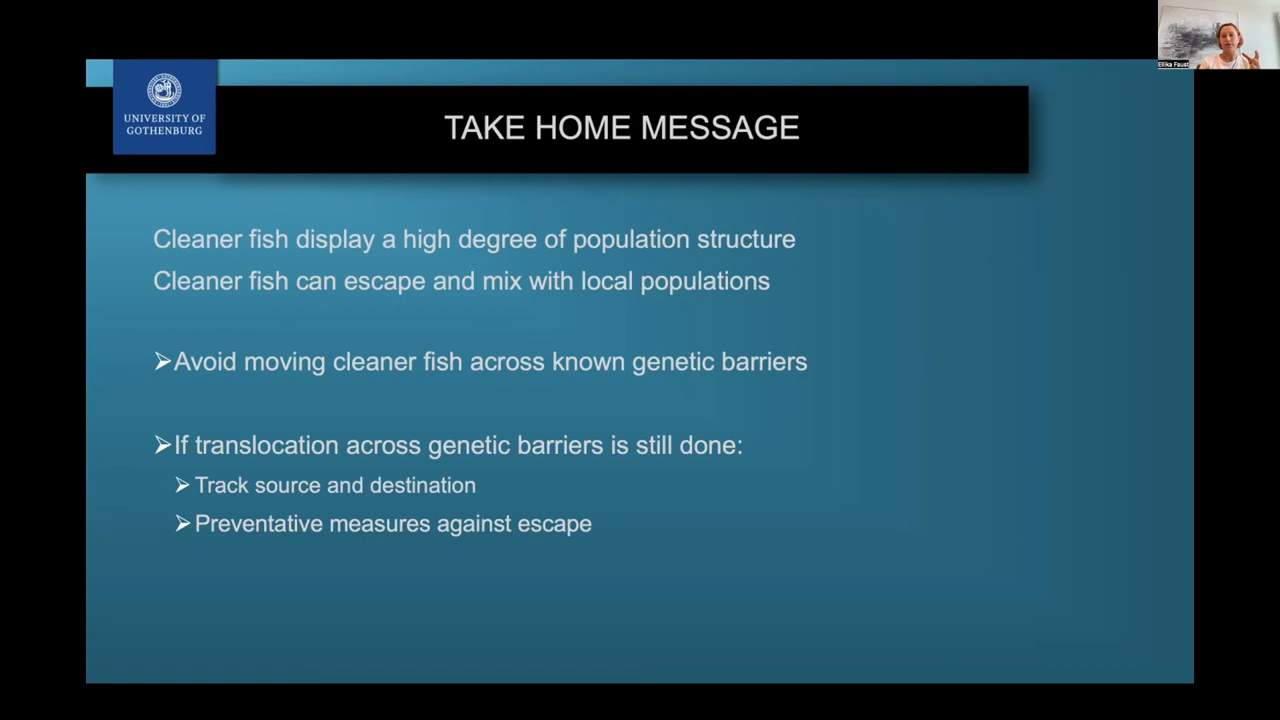 Ellika Faust
UNIVERSITY OF
GOTHENBURG
TAKE HOME MESSAGE
Cleaner fish display a high degree of population structure
Cleaner fish can escape and mix with local populations
➢Avoid moving cleaner fish across known genetic barriers
➢If translocation across genetic barriers is still done:
➢Track source and destination
➢Preventative measures against escape